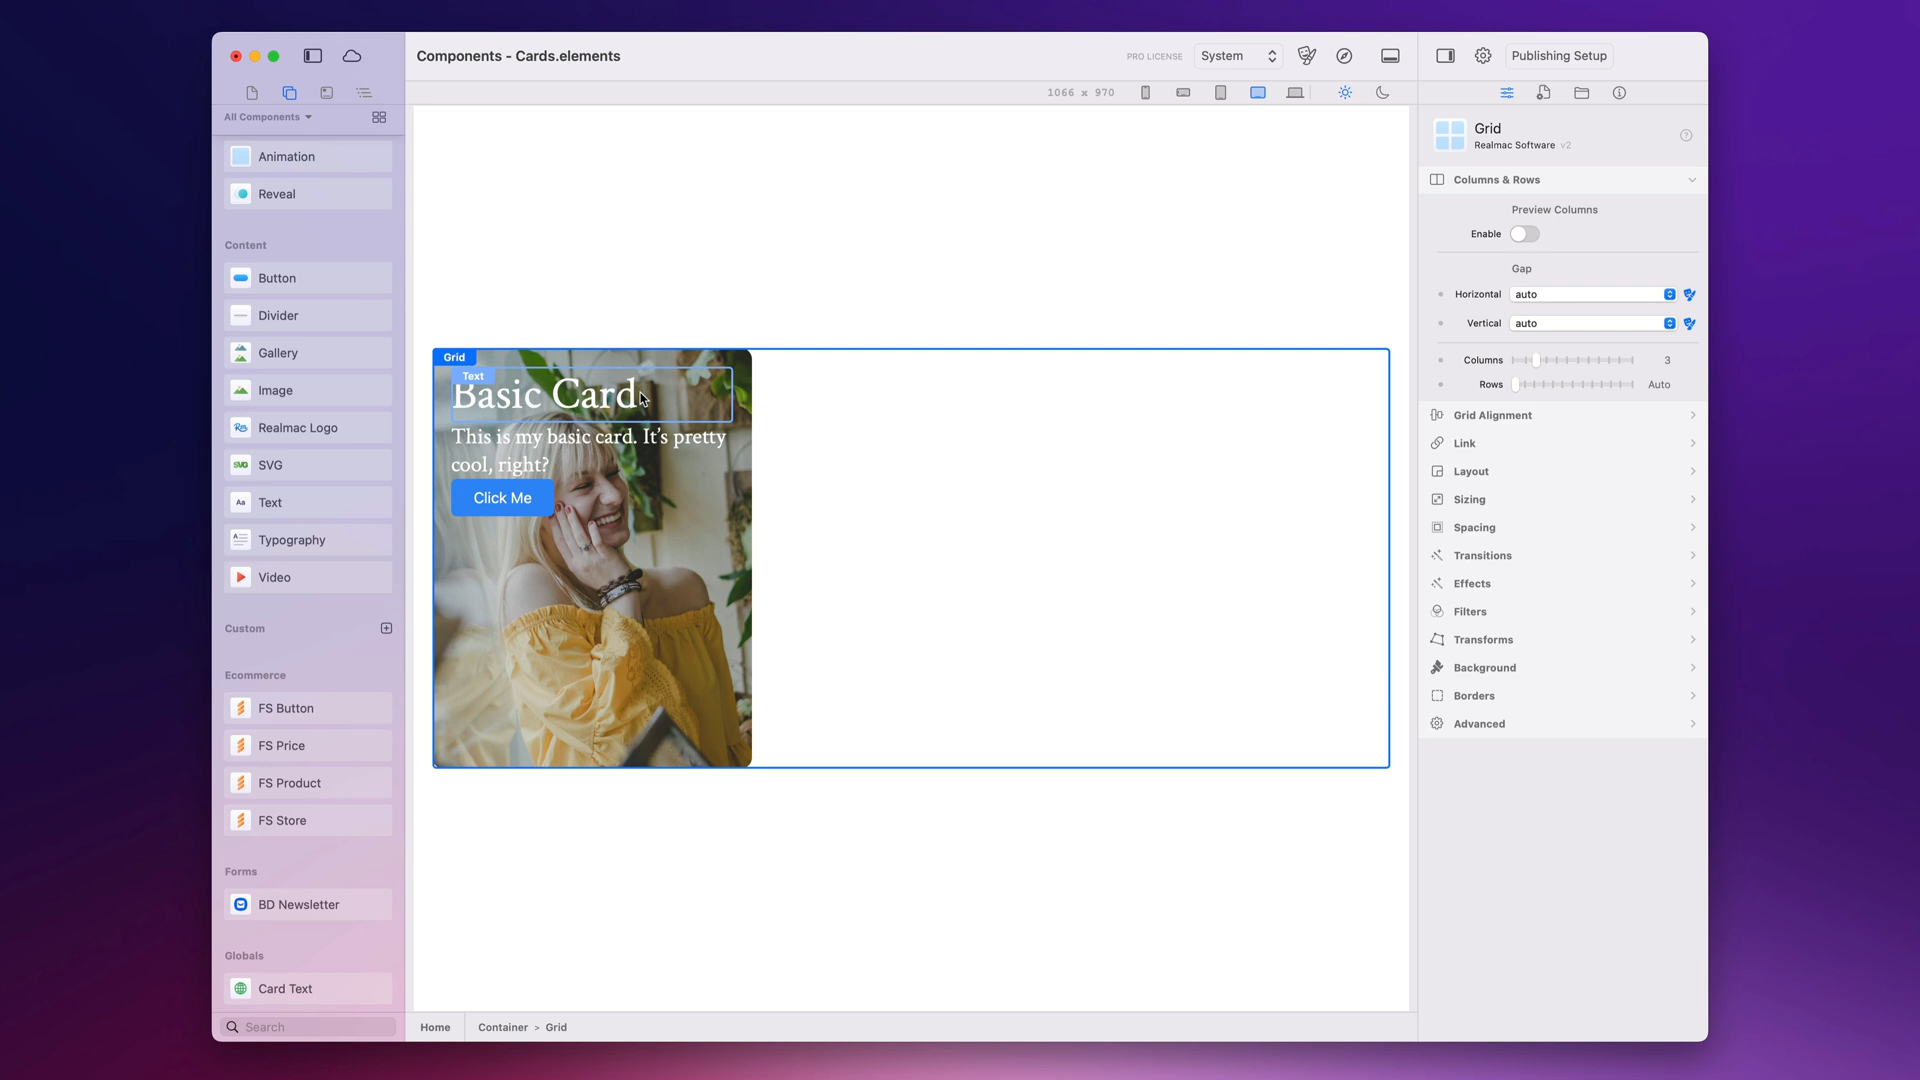 Components - Cards.elements
PRO LICENSE
System
Publishing Setup
1066 x 970
All Components
Animation
Reveal
Content
Button
Divider
Gallery
Image
Realmac Logo
SVG
Text
Typography
Video
Custom
Ecommerce
FS Button
FS Price
FS Product
FS Store
Forms
BD Newsletter
Globals
Card Text
Search
Grid
Text
Basic Card
This is my basic card. It’s pretty
cool, right?
Click Me
Home
Container > Grid
Grid
Realmac Software v2
Columns & Rows
Preview Columns
Enable
Gap
Horizontal auto
Vertical auto
Columns 3
Rows Auto
Grid Alignment
Link
Layout
Sizing
Spacing
Transitions
Effects
Filters
Transforms
Background
Borders
Advanced